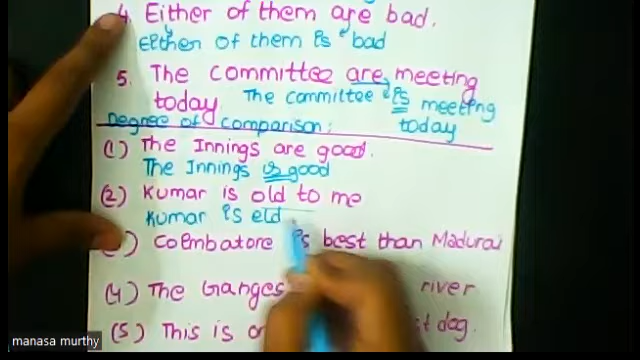 4. Either of them are bad.
Either of them is bad
5. The committee are meeting
today. The committee is meeting
today
Degree of comparison:
(1) The Innings are good.
The Innings is good
(2) Kumar is old to me
Kumar is eld
Coembatore is best than Madurai
(4) The Ganges river
(5) This is dog.
manasa murthy